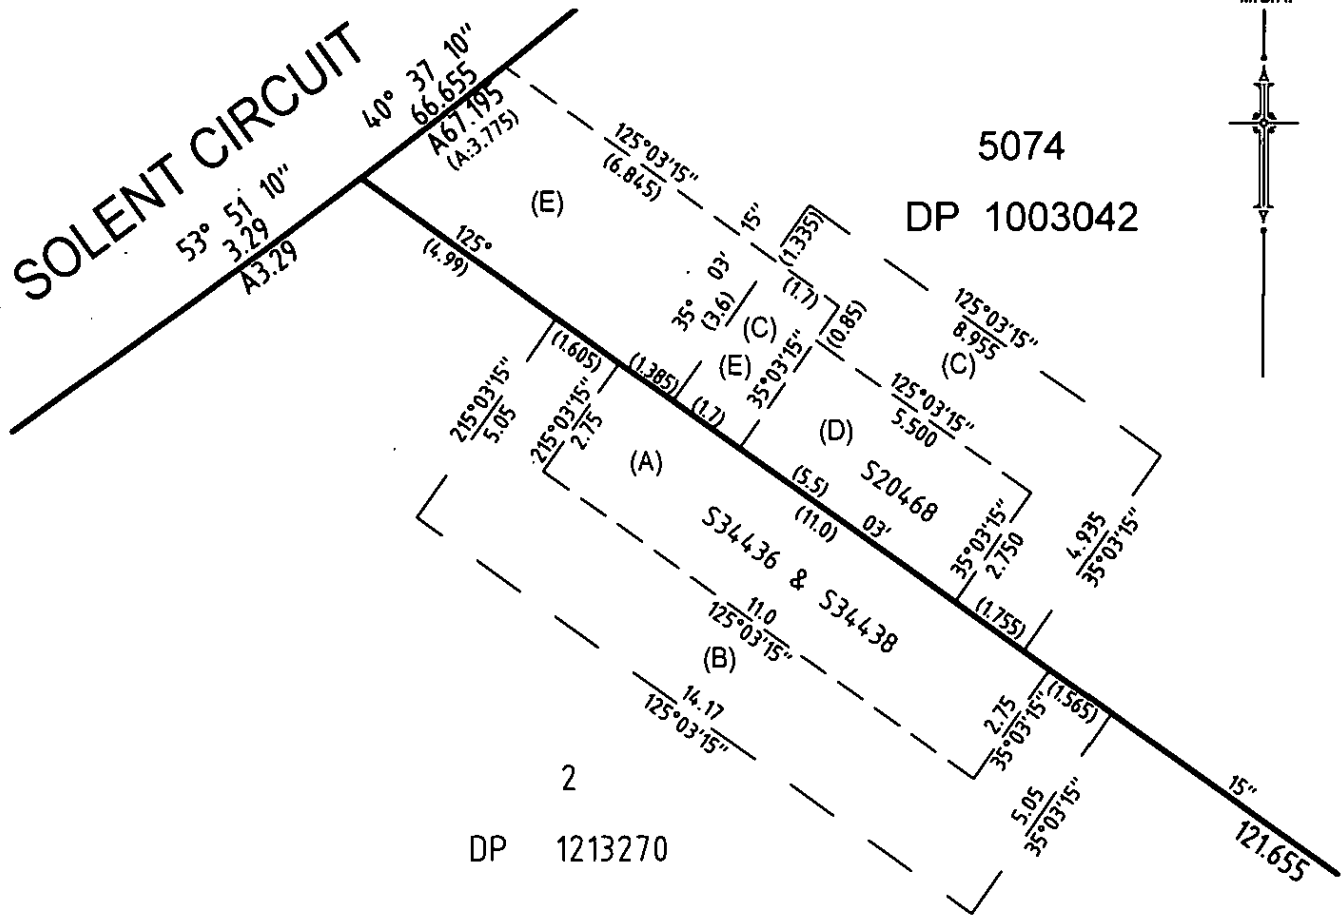 SOLENT CIRCUIT
40° 37 10"
66.655
A67.195
(A:3.775)
53° 51 10"
3.29
A3.29
5074
DP 1003042
125°03'15"
(6.845)
(E)
125°
(4.99)
15"
03'
35°
(3.6)
(1.335)
(1.7)
(0.85)
(C)
(E)
35°03'15"
125°03'15"
8.955
(C)
125°03'15"
5.500
(D)
S20468
(1.605)
(1.385)
(1.7)
215°03'15"
5.05
215°03'15"
2.75
(A)
(5.5)
(11.0)
03'
35°03'15"
2.750
4.935
35°03'15"
S34436 & S34438
(1.755)
11.0
125°03'15"
(B)
14.17
125°03'15"
2.75
35°03'15"
(1.565)
5.05
35°03'15"
15"
121.655
2
DP 1213270